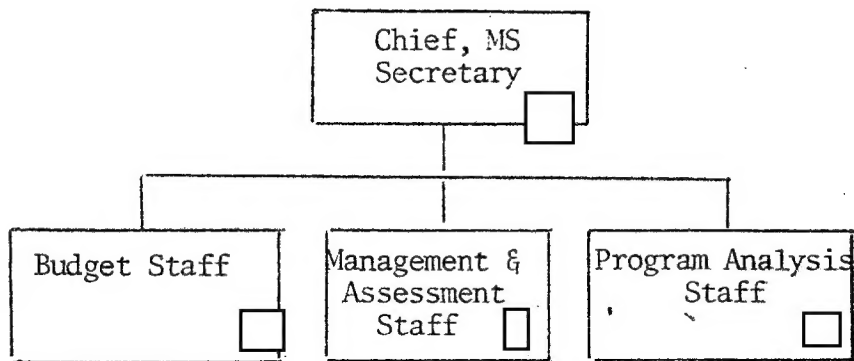 Chief, MS
Secretary
Budget Staff
Management &
Assessment
Staff
Program Analysis
Staff